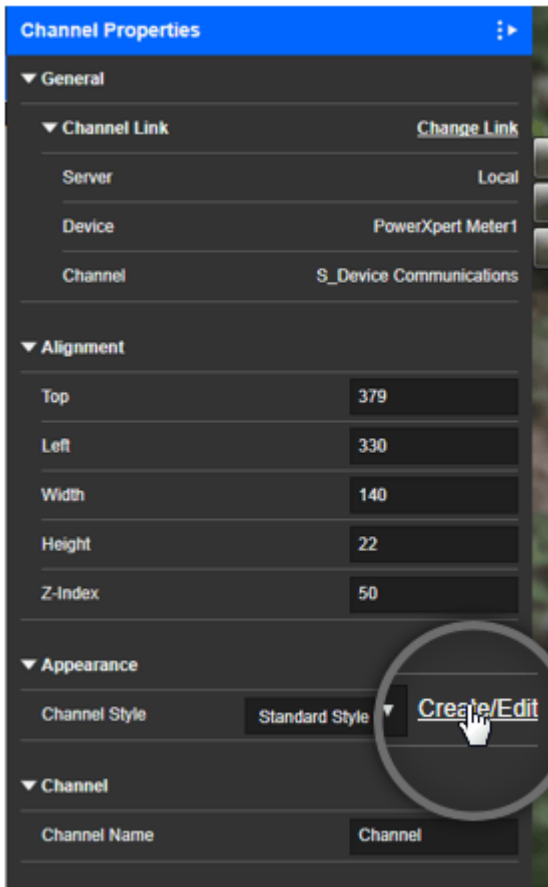 Channel Properties
General
Channel Link Change Link
Server Local
Device PowerXpert Meter1
Channel S_Device Communications
Alignment
Top 379
Left 330
Width 140
Height 22
Z-Index 50
Appearance
Channel Style Standard Style Create/Edit
Channel
Channel Name Channel